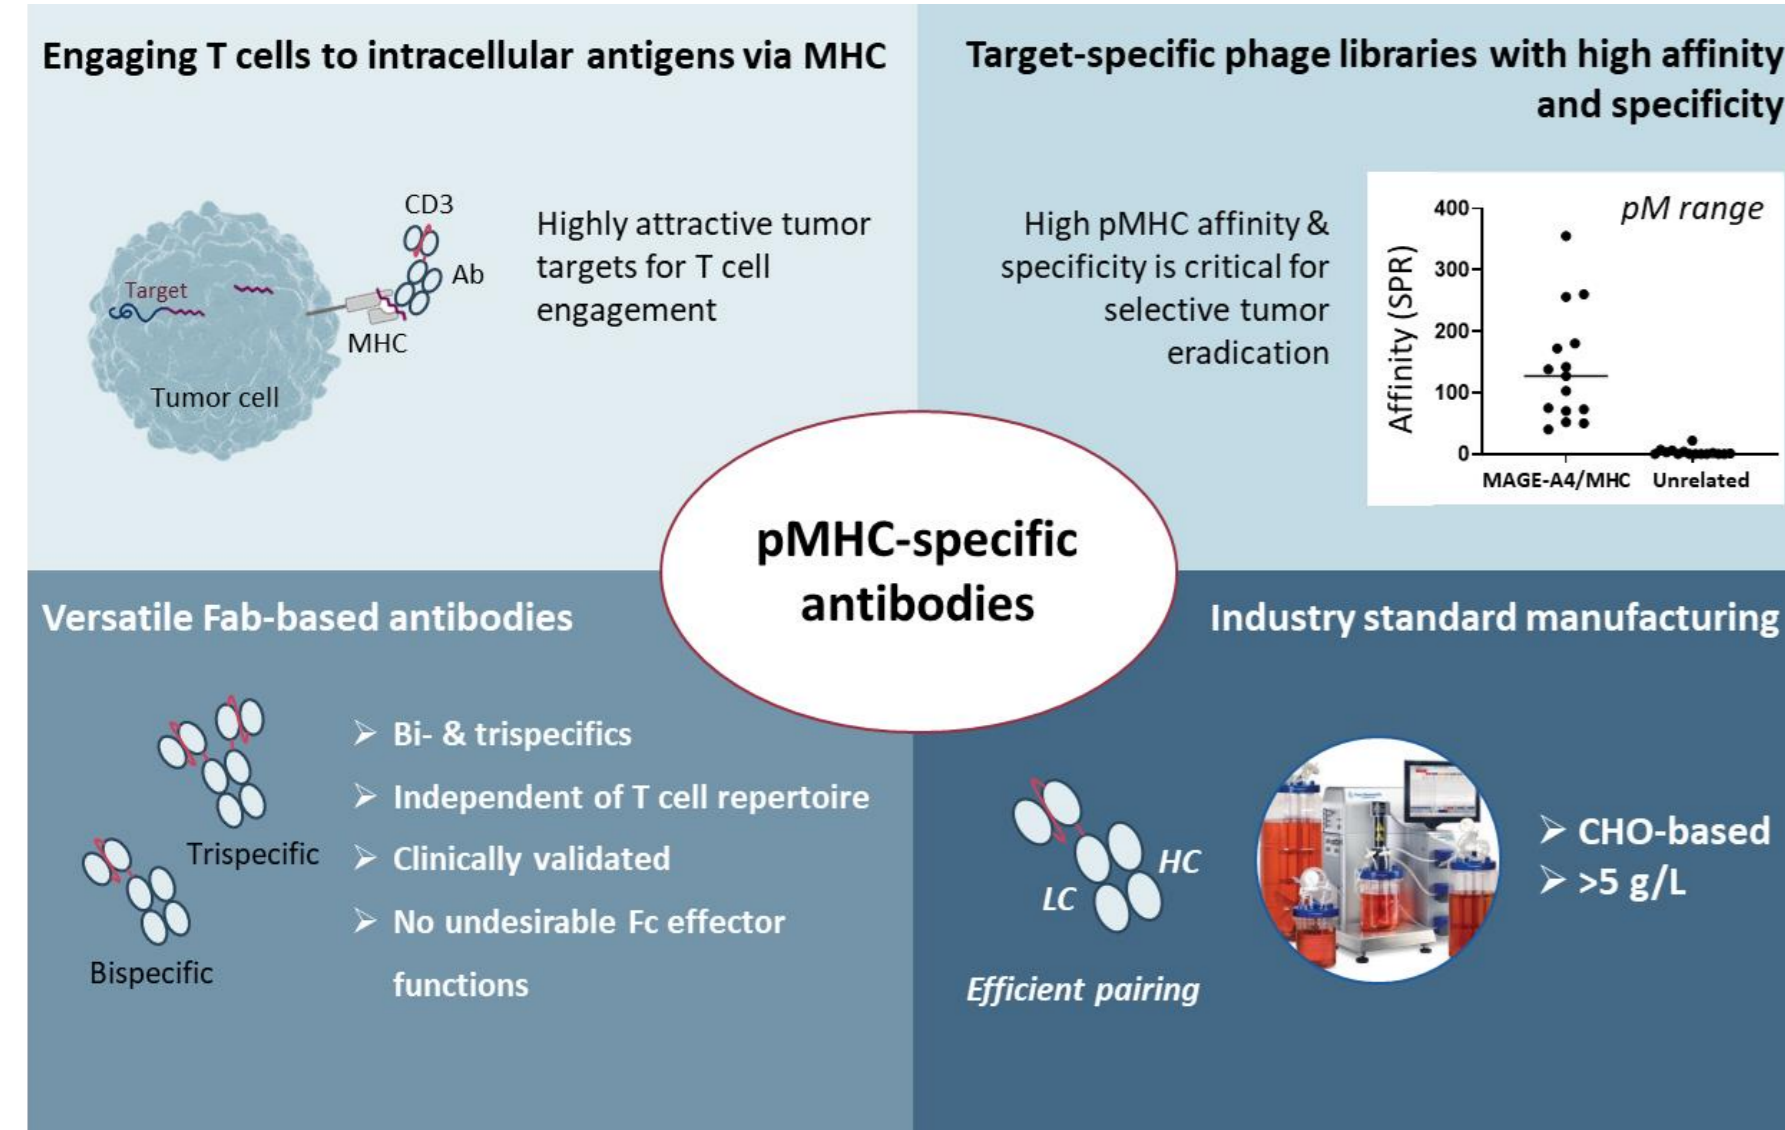 Engaging T cells to intracellular antigens via MHC
CD3
Ab
Target
MHC
Tumor cell
Highly attractive tumor
targets for T cell
engagement
Target-specific phage libraries with high affinity
and specificity
High pMHC affinity &
specificity is critical for
selective tumor
eradication
pM range
Affinity (SPR)
400
300
200
100
0
MAGE-A4/MHC Unrelated
pMHC-specific
antibodies
Versatile Fab-based antibodies
Trispecific
Bispecific
➢ Bi- & trispecifics
➢ Independent of T cell repertoire
➢ Clinically validated
➢ No undesirable Fc effector
functions
Industry standard manufacturing
HC
LC
Efficient pairing
➢ CHO-based
➢ >5 g/L